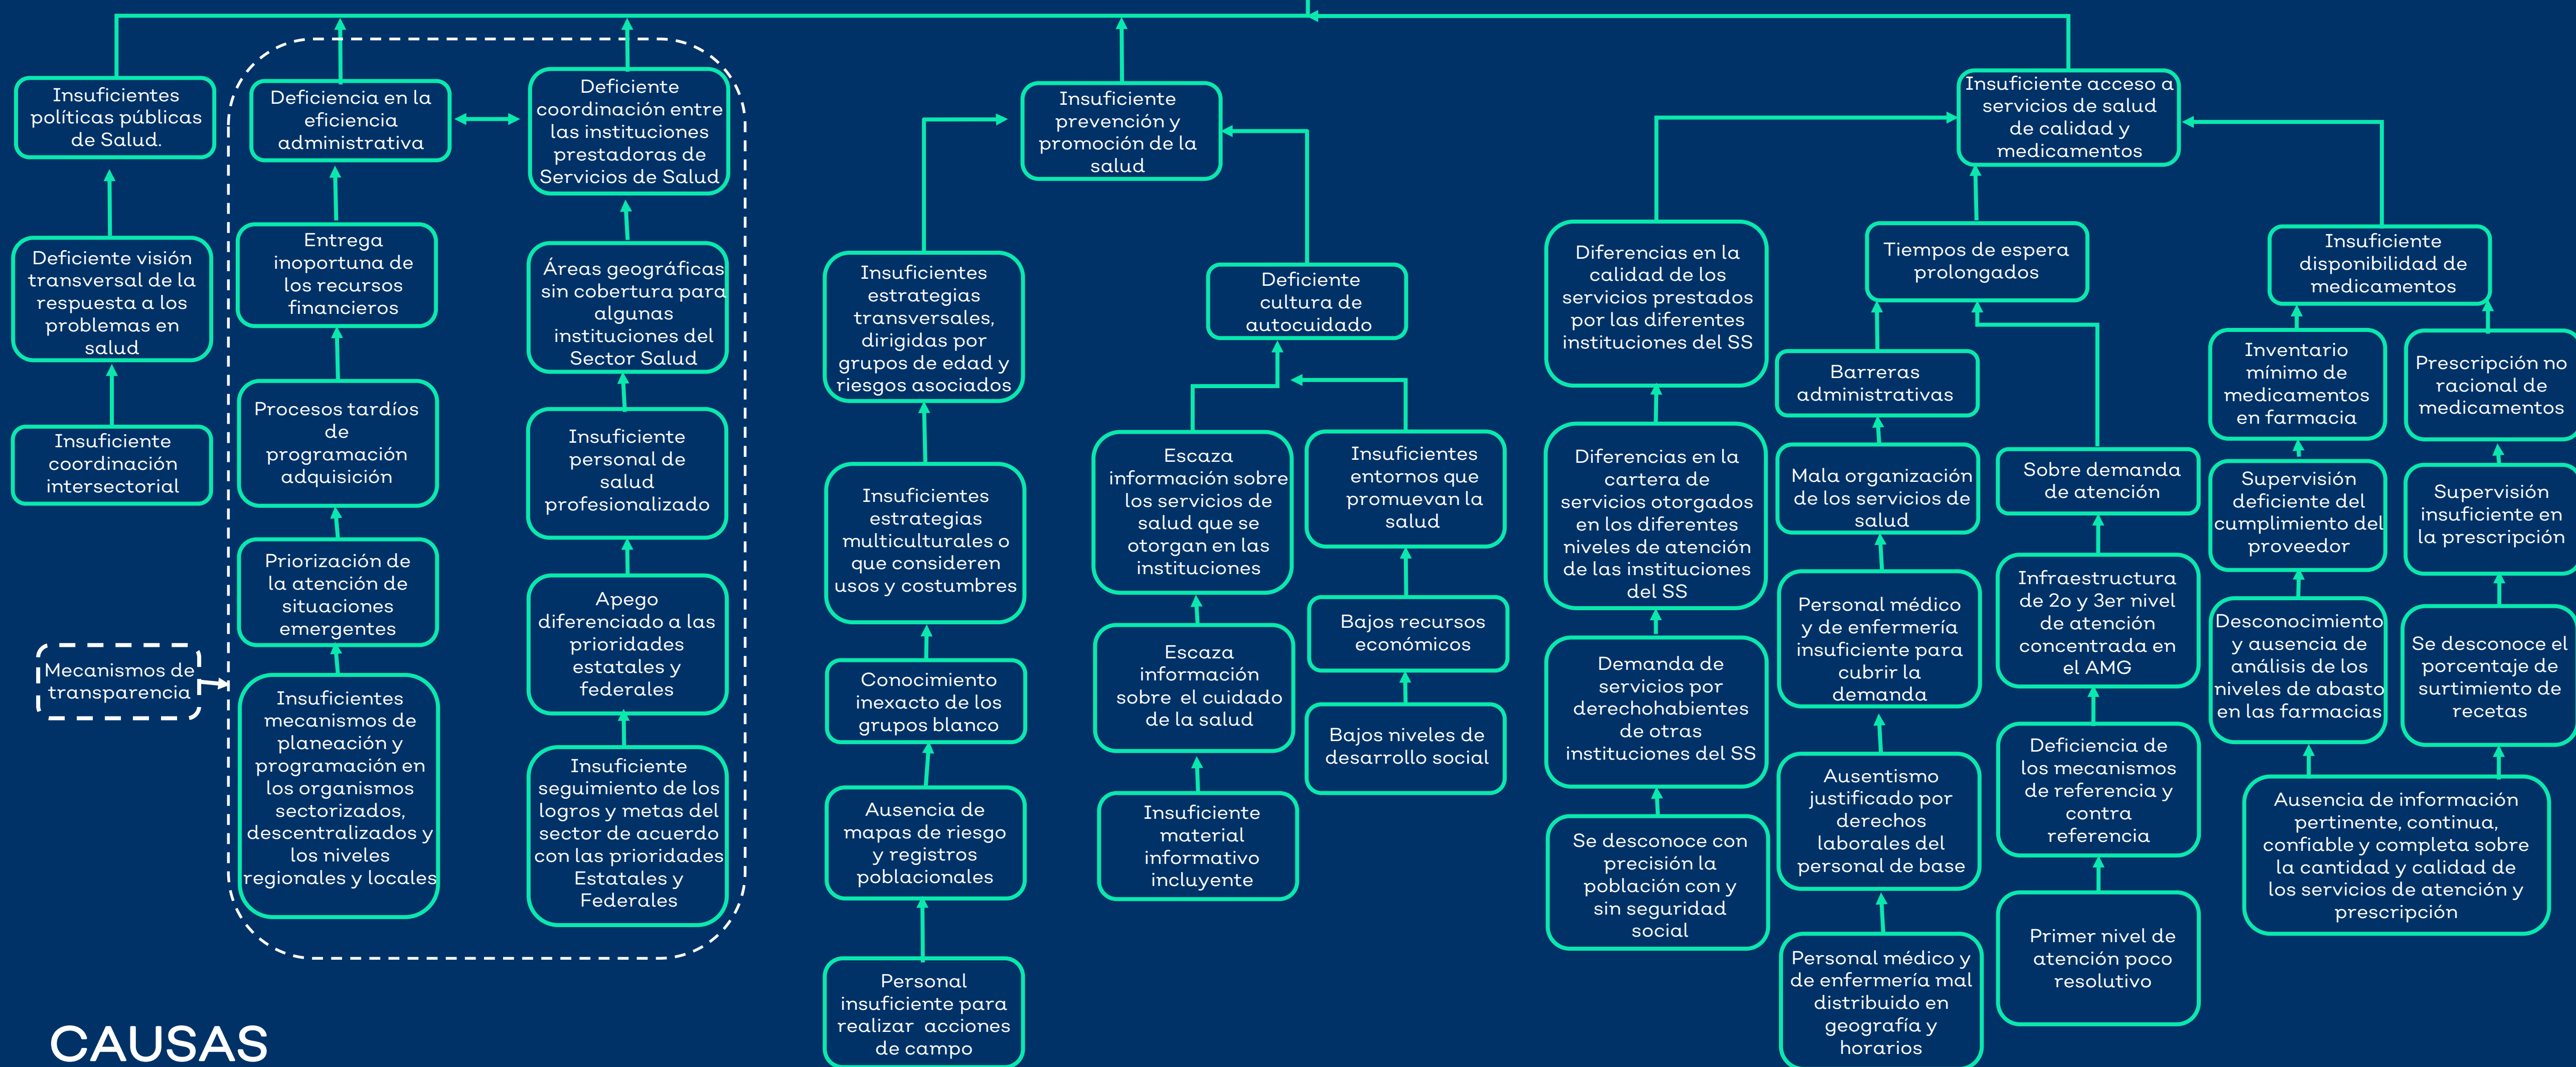 Insuficientes
políticas públicas
de Salud.
Deficiente visión
transversal de la
respuesta a los
problemas en
salud
Insuficiente
coordinación
intersectorial
Mecanismos de
transparencia
Deficiencia en la
eficiencia
administrativa
Entrega
inoportuna de
los recursos
financieros
Procesos tardíos
de
programación
adquisición
Priorización de
la atención de
situaciones
emergentes
Insuficientes
mecanismos de
planeación y
programación en
los organismos
sectorizados,
descentralizados y
los niveles
regionales y locales
Deficiente
coordinación entre
las instituciones
prestadoras de
Servicios de Salud
Áreas geográficas
sin cobertura para
algunas
instituciones del
Sector Salud
Insuficiente
personal de
salud
profesionalizado
Apego
diferenciado a las
prioridades
estatales y
federales
Insuficiente
seguimiento de los
logros y metas del
sector de acuerdo
con las prioridades
Estatales y
Federales
Insuficiente
prevención y
promoción de la
salud
Insuficientes
estrategias
transversales,
dirigidas por
grupos de edad y
riesgos asociados
Insuficientes
estrategias
multiculturales o
que consideren
usos y costumbres
Conocimiento
inexacto de los
grupos blanco
Ausencia de
mapas de riesgo
y registros
poblacionales
Personal
insuficiente para
realizar acciones
de campo
Deficiente
cultura de
autocuidado
Escaza
información sobre
los servicios de
salud que se
otorgan en las
instituciones
Escaza
información
sobre el cuidado
de la salud
Insuficiente
material
informativo
incluyente
Insuficientes
entornos que
promuevan la
salud
Bajos recursos
económicos
Bajos niveles de
desarrollo social
Insuficiente acceso a
servicios de salud
de calidad y
medicamentos
Diferencias en la
calidad de los
servicios prestados
por las diferentes
instituciones del SS
Diferencias en la
cartera de
servicios otorgados
en los diferentes
niveles de atención
de las instituciones
del SS
Demanda de
servicios por
derechohabientes
de otras
instituciones del SS
Se desconoce con
precisión la
población con y
sin seguridad
social
Tiempos de espera
prolongados
Barreras
administrativas
Mala organización
de los servicios de
salud
Personal médico
y de enfermería
insuficiente para
cubrir la
demanda
Ausentismo
justificado por
derechos
laborales del
personal de base
Personal médico y
de enfermería mal
distribuido en
geografía y
horarios
Sobre demanda
de atención
Infraestructura
de 2o y 3er nivel
de atención
concentrada en
el AMG
Deficiencia de
los mecanismos
de referencia y
contra
referencia
Primer nivel de
atención poco
resolutivo
Insuficiente
disponibilidad de
medicamentos
Inventario
mínimo de
medicamentos
en farmacia
Supervisión
deficiente del
cumplimiento del
proveedor
Desconocimiento
y ausencia de
análisis de los
niveles de abasto
en las farmacias
Prescripción no
racional de
medicamentos
Supervisión
insuficiente en
la prescripción
Se desconoce el
porcentaje de
surtimiento de
recetas
Ausencia de información
pertinente, continua,
confiable y completa sobre
la cantidad y calidad de
los servicios de atención y
prescripción
CAUSAS